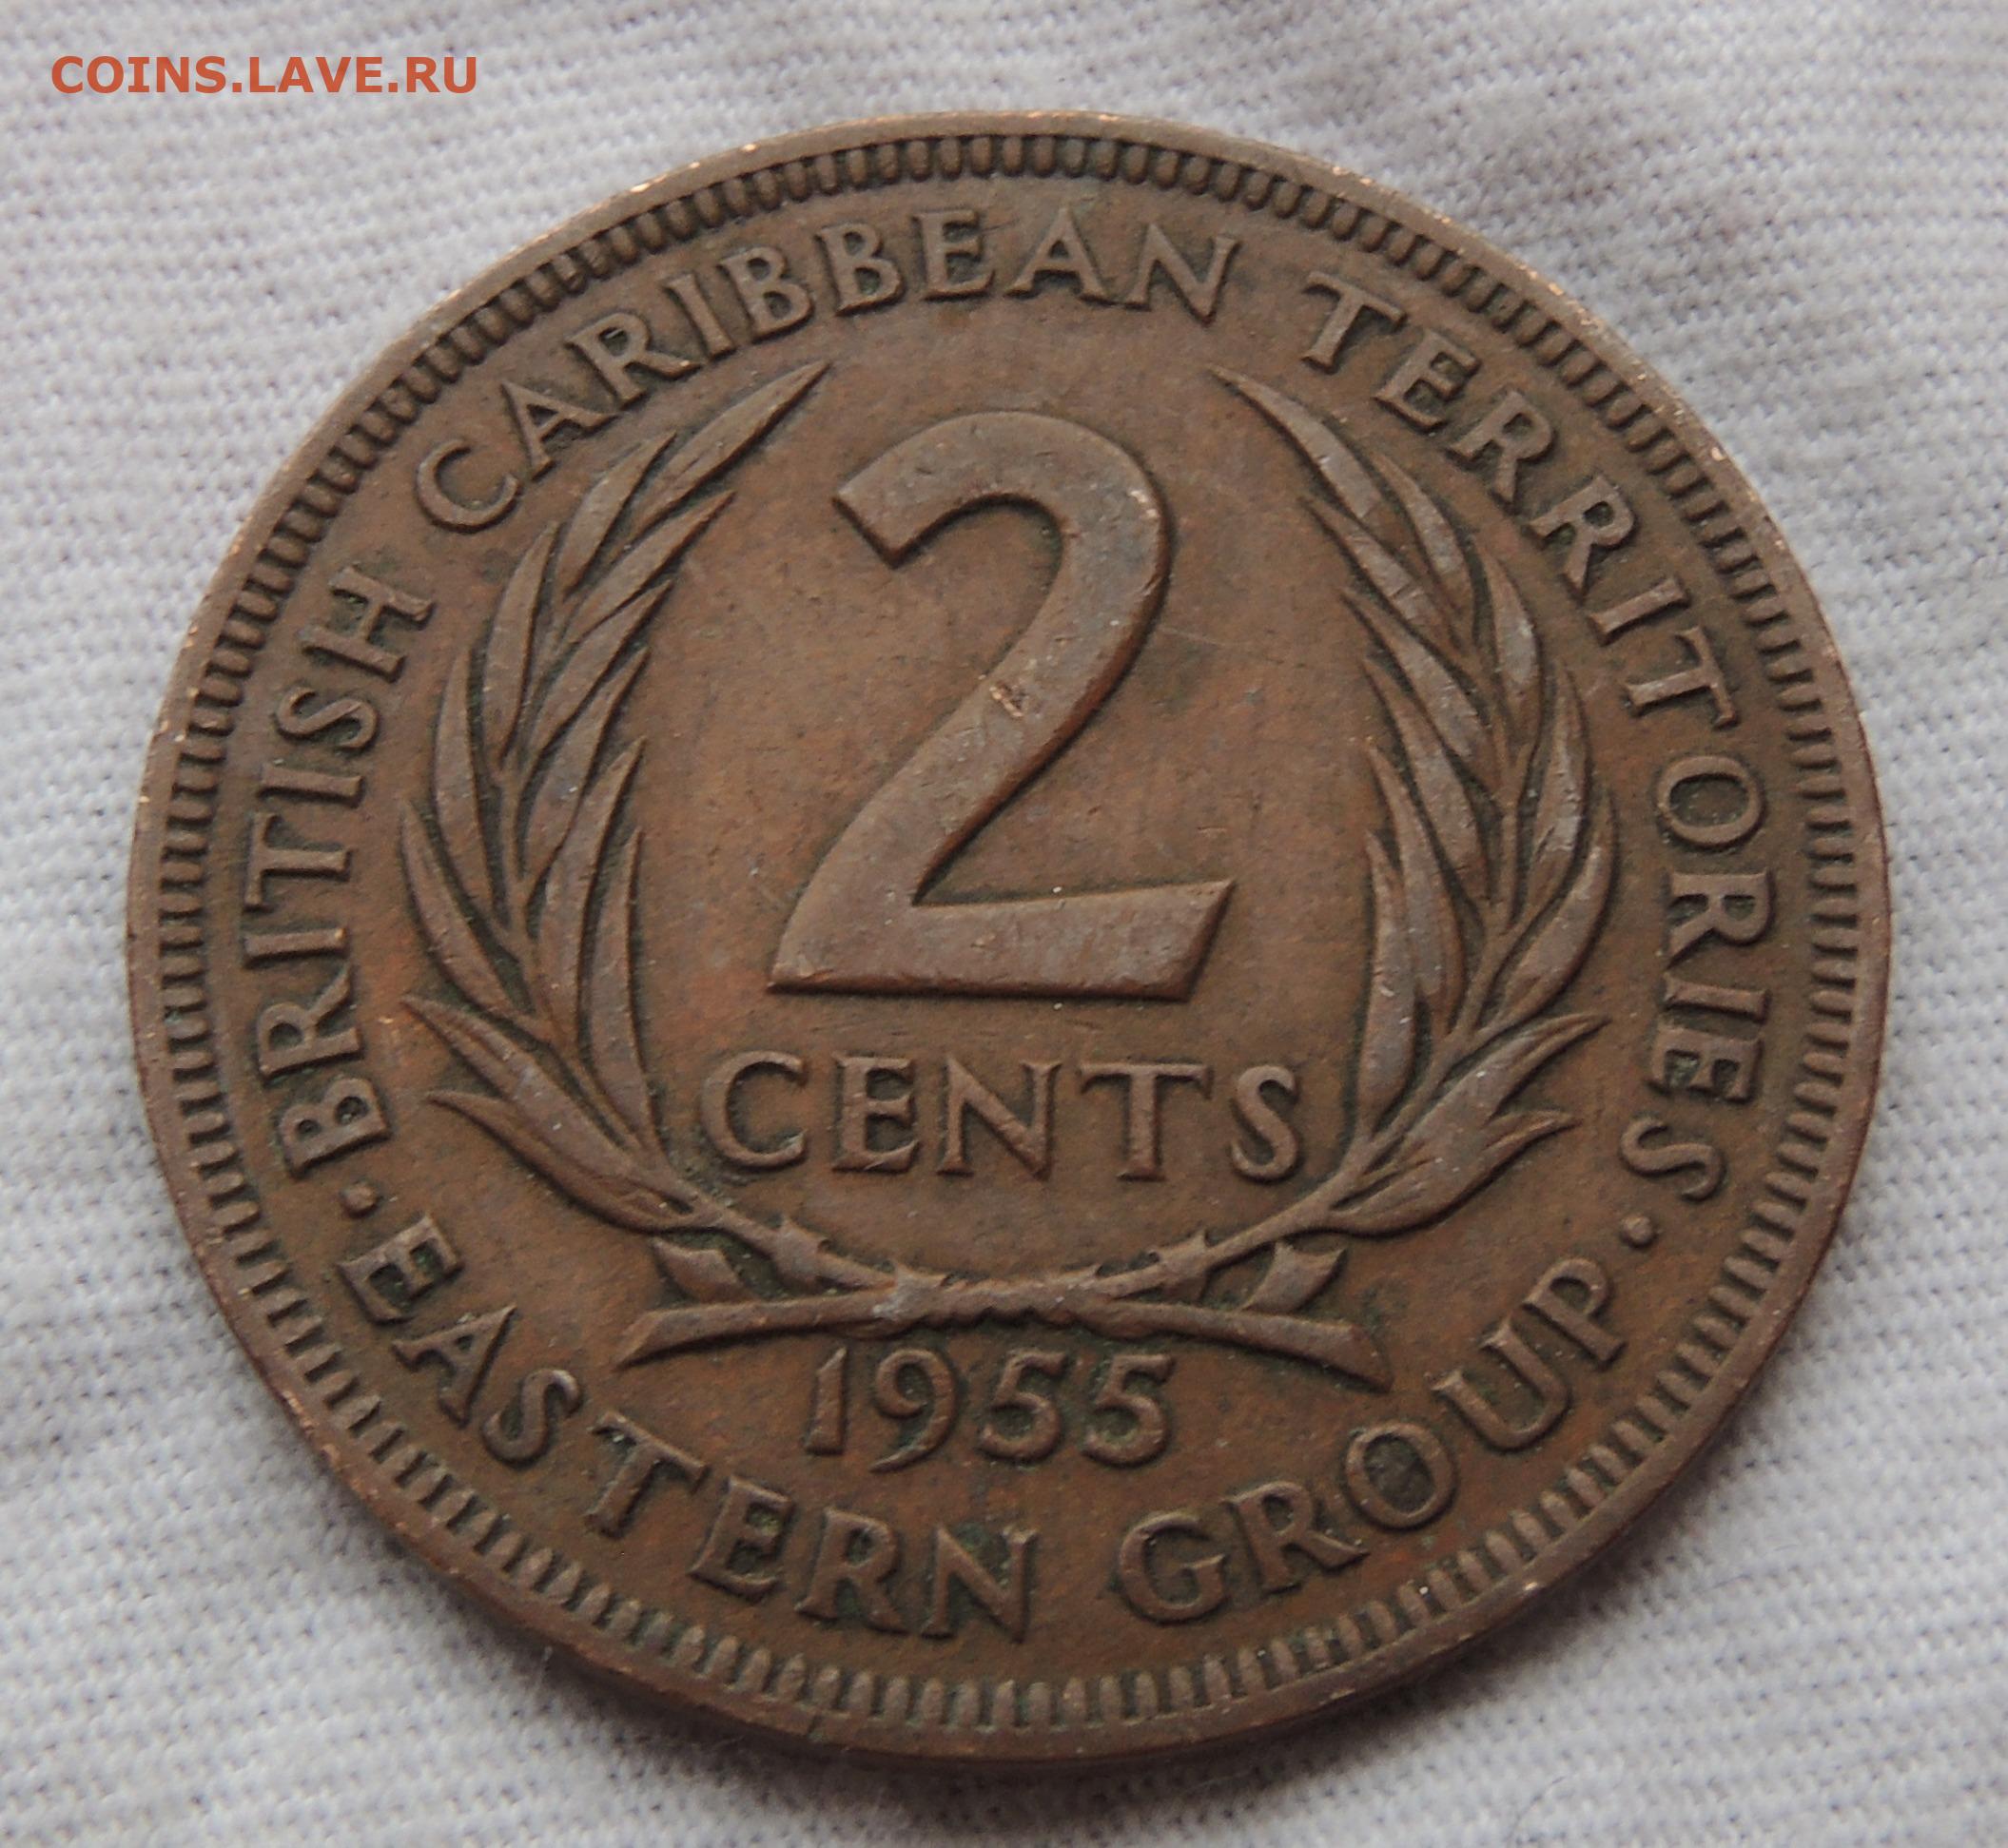 COINS.LAVE.RU
BRITISH CARIBBEAN TERRITORIES
2
CENTS
1955
· EASTERN GROUP ·